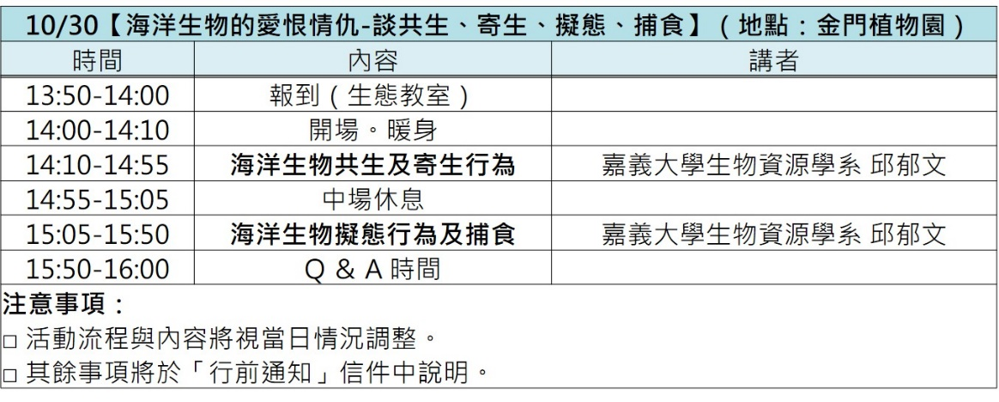 10/30【海洋生物的愛恨情仇-談共生、寄生、擬態、捕食】(地點：金門植物園)
時間 內容 講者
13:50-14:00 報到(生態教室)
14:00-14:10 開場。暖身
14:10-14:55 海洋生物共生及寄生行為 嘉義大學生物資源學系 邱郁文
14:55-15:05 中場休息
15:05-15:50 海洋生物擬態行為及捕食 嘉義大學生物資源學系 邱郁文
15:50-16:00 Q & A 時間
注意事項：
□ 活動流程與內容將視當日情況調整。
□ 其餘事項將於「行前通知」信件中說明。